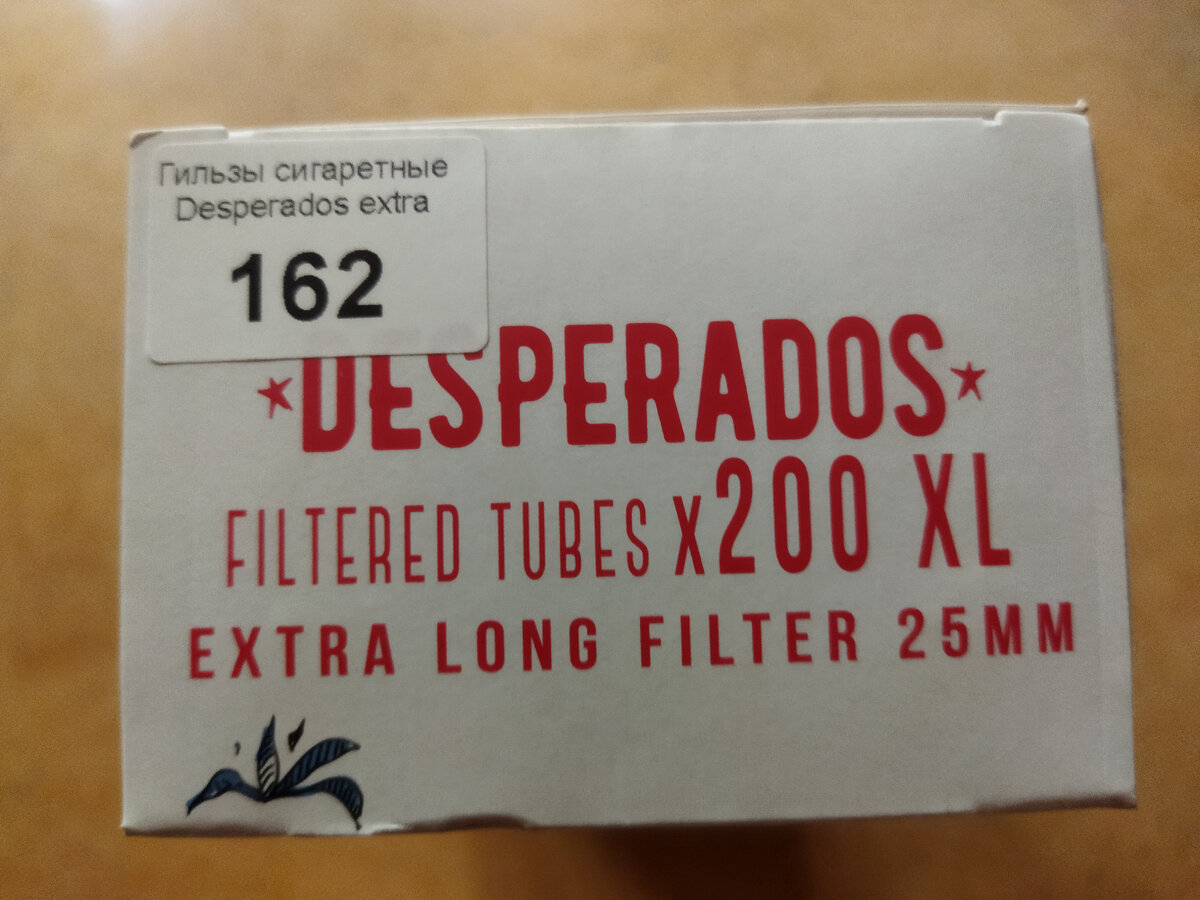 Гильзы сигаретные
Desperados extra
162
DESPERADOS
FILTERED TUBES X200 XL
EXTRA LONG FILTER 25MM